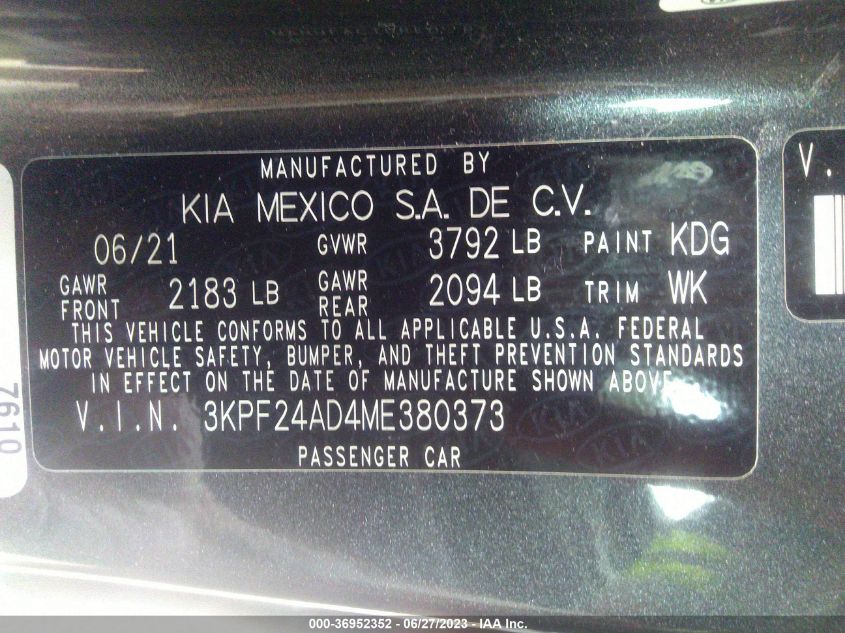 MANUFACTURED BY
KIA MEXICO S.A. DE C.V.
06/21 GVWR 3792 LB PAINT KDG
GAWR FRONT 2183 LB GAWR REAR 2094 LB TRIM WK
THIS VEHICLE CONFORMS TO ALL APPLICABLE U.S.A. FEDERAL
MOTOR VEHICLE SAFETY, BUMPER, AND THEFT PREVENTION STANDARDS
IN EFFECT ON THE DATE OF MANUFACTURE SHOWN ABOVE.
V.I.N. 3KPF24AD4ME380373
PASSENGER CAR
V.
7610
000-36952352 - 06/27/2023 - IAA Inc.